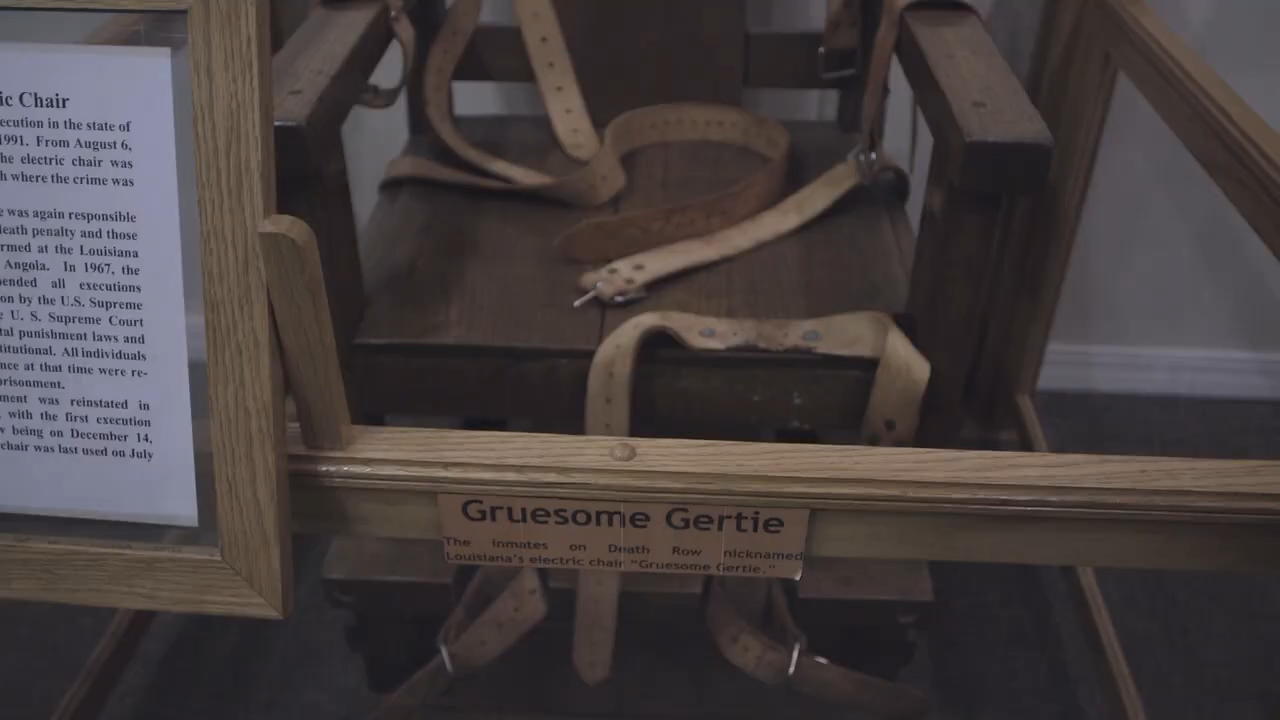 ic Chair
ecution in the state of
1991. From August 6,
he electric chair was
h where the crime was
e was again responsible
leath penalty and those
rmed at the Louisiana
Angola. In 1967, the
ended all executions
on by the U.S. Supreme
e U. S. Supreme Court
tal punishment laws and
titutional. All individuals
nce at that time were re-
prisonment.
ment was reinstated in
, with the first execution
w being on December 14,
chair was last used on July
Gruesome Gertie
The inmates on Death Row nicknamed
Louisiana's electric chair "Gruesome Gertie."